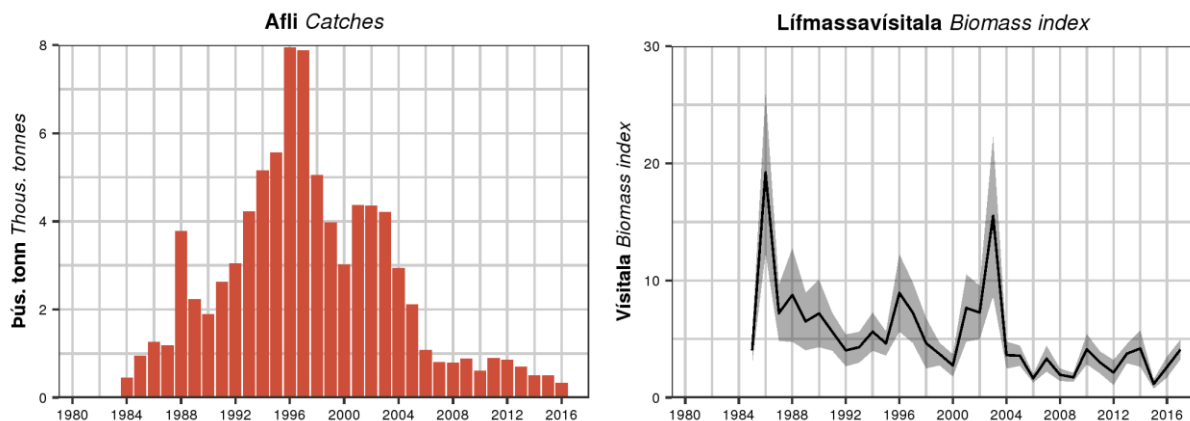 Afli Catches
8
6
4
2
0
1980 1984 1988 1992 1996 2000 2004 2008 2012 2016
Þús. tonn Thous. tonnes
Lífmassavísitala Biomass index
30
20
10
0
1980 1984 1988 1992 1996 2000 2004 2008 2012 2016
Vísitala Biomass index